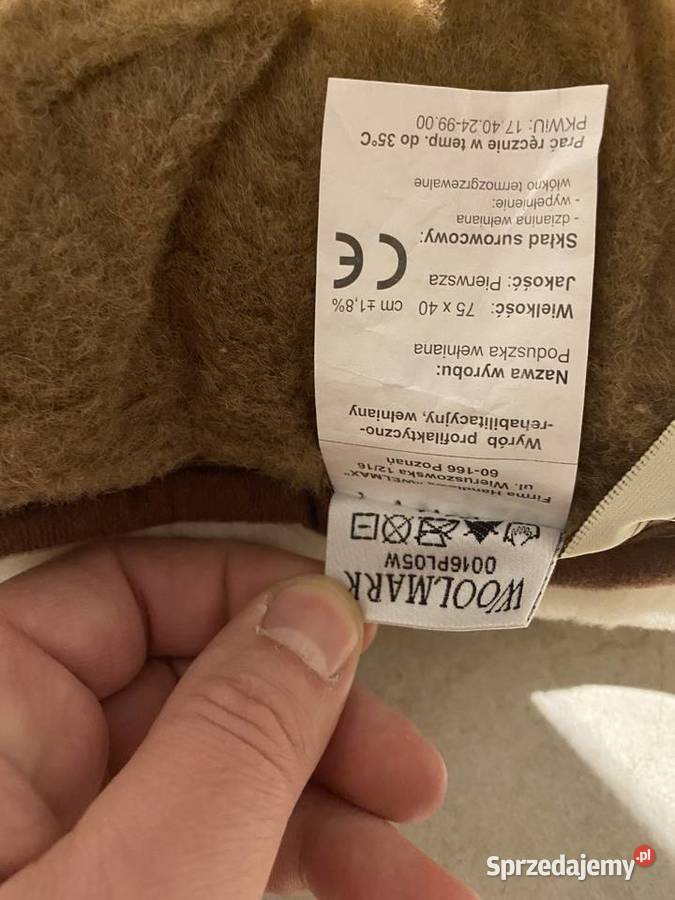 Firma Handlowa "WELMAX"
ul. Wieruszowska 12/16
60-166 Poznań
Wyrób profilaktyczno-
-rehabilitacyjny, wełniany
Nazwa wyrobu:
Poduszka wełniana
Wielkość: 75 x 40 cm ±1,8%
Jakość: Pierwsza
Skład surowcowy:
- dzianina wełniana
- wypełnienie:
włókno termozgrzewalne
CE
Prać ręcznie w temp. do 35°C
PKWiU: 17.40.24-99.00
WOOLMARK
0016PL05W
Sprzedajemy.pl